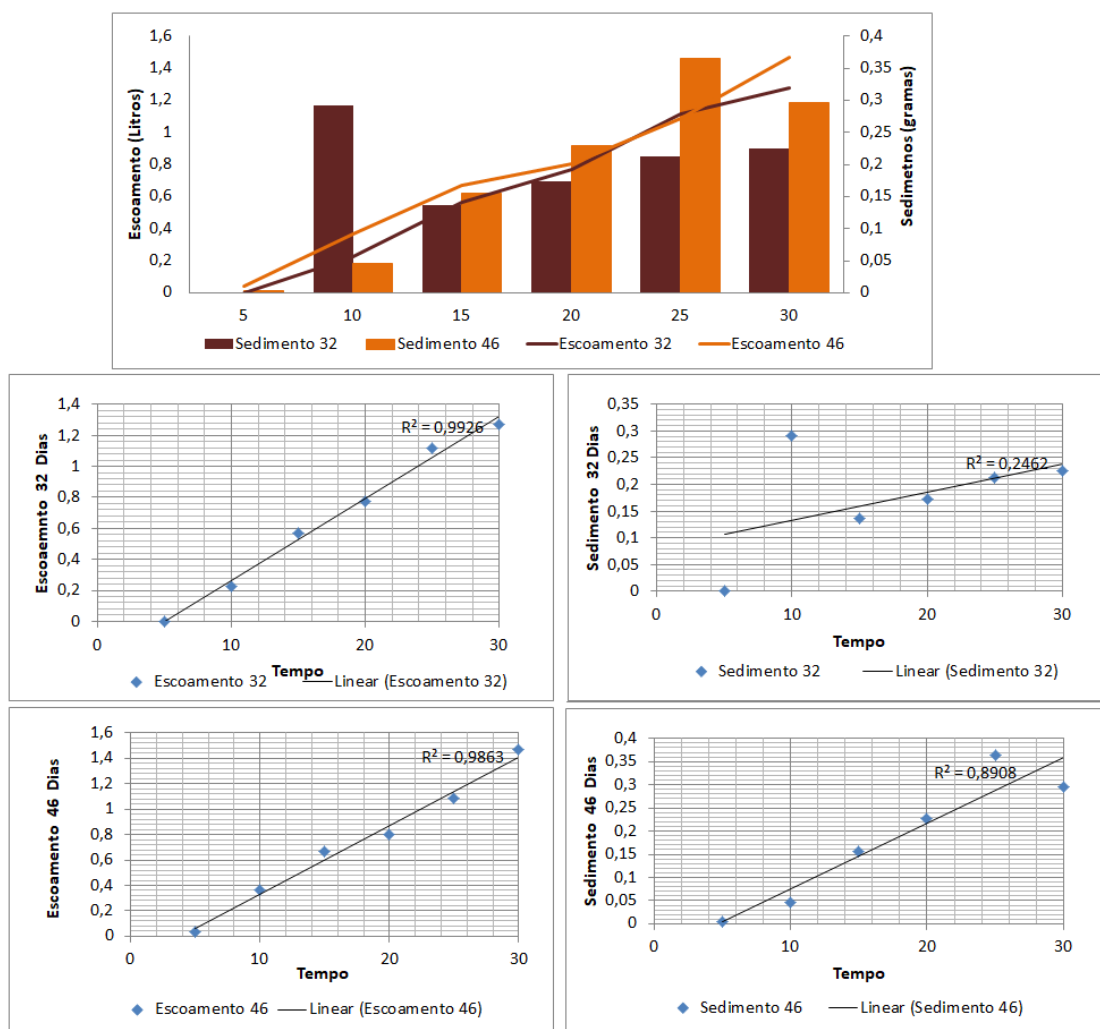 1,6
1,4
1,2
1
0,8
0,6
0,4
0,2
0
Escoamento (Litros)
0,4
0,35
0,3
0,25
0,2
0,15
0,1
0,05
0
Sedimetnos (gramas)
5 10 15 20 25 30
Sedimento 32 Sedimento 46 Escoamento 32 Escoamento 46
Escoaemnto 32 Dias
1,4
1,2
1
0,8
0,6
0,4
0,2
0
R² = 0,9926
0 10 20 30
Tempo
Escoamento 32 Linear (Escoamento 32)
Sedimento 32 Dias
0,35
0,3
0,25
0,2
0,15
0,1
0,05
0
R² = 0,2462
0 10 20 30
Tempo
Sedimento 32 Linear (Sedimento 32)
Escoamento 46 Dias
1,6
1,4
1,2
1
0,8
0,6
0,4
0,2
0
R² = 0,9863
0 10 20 30
Tempo
Escoamento 46 Linear (Escoamento 46)
Sedimento 46 Dias
0,4
0,35
0,3
0,25
0,2
0,15
0,1
0,05
0
R² = 0,8908
0 10 20 30
Tempo
Sedimento 46 Linear (Sedimento 46)